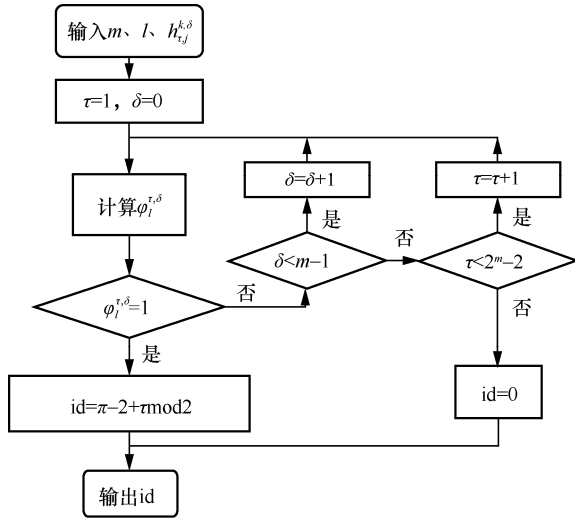 输入m、l、h_{τ,j}^{k,δ}
τ=1，δ=0
计算φ_l^{τ,δ}
δ=δ+1
τ=τ+1
是
是
δ<m−1
否
τ<2^m−2
φ_l^{τ,δ}=1
否
否
是
id=π−2+τmod2
id=0
输出id